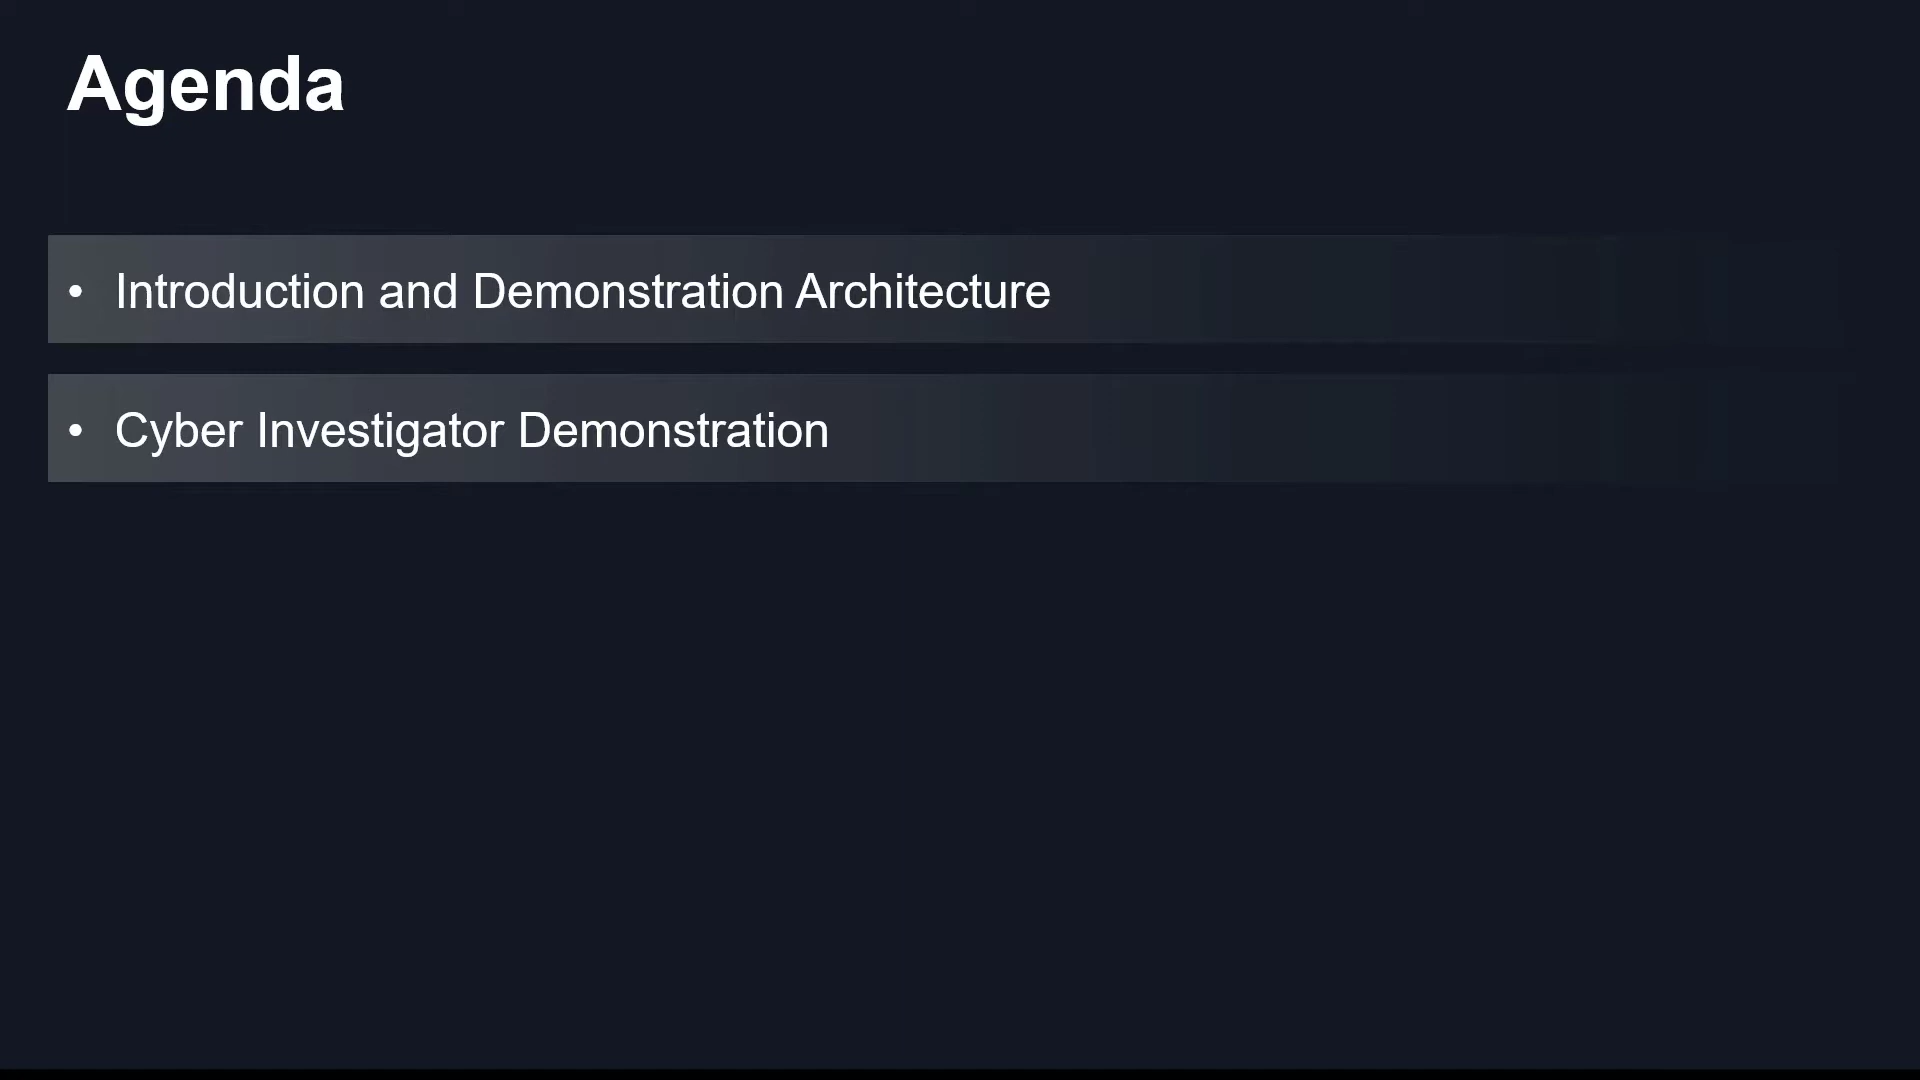 Agenda
• Introduction and Demonstration Architecture
• Cyber Investigator Demonstration